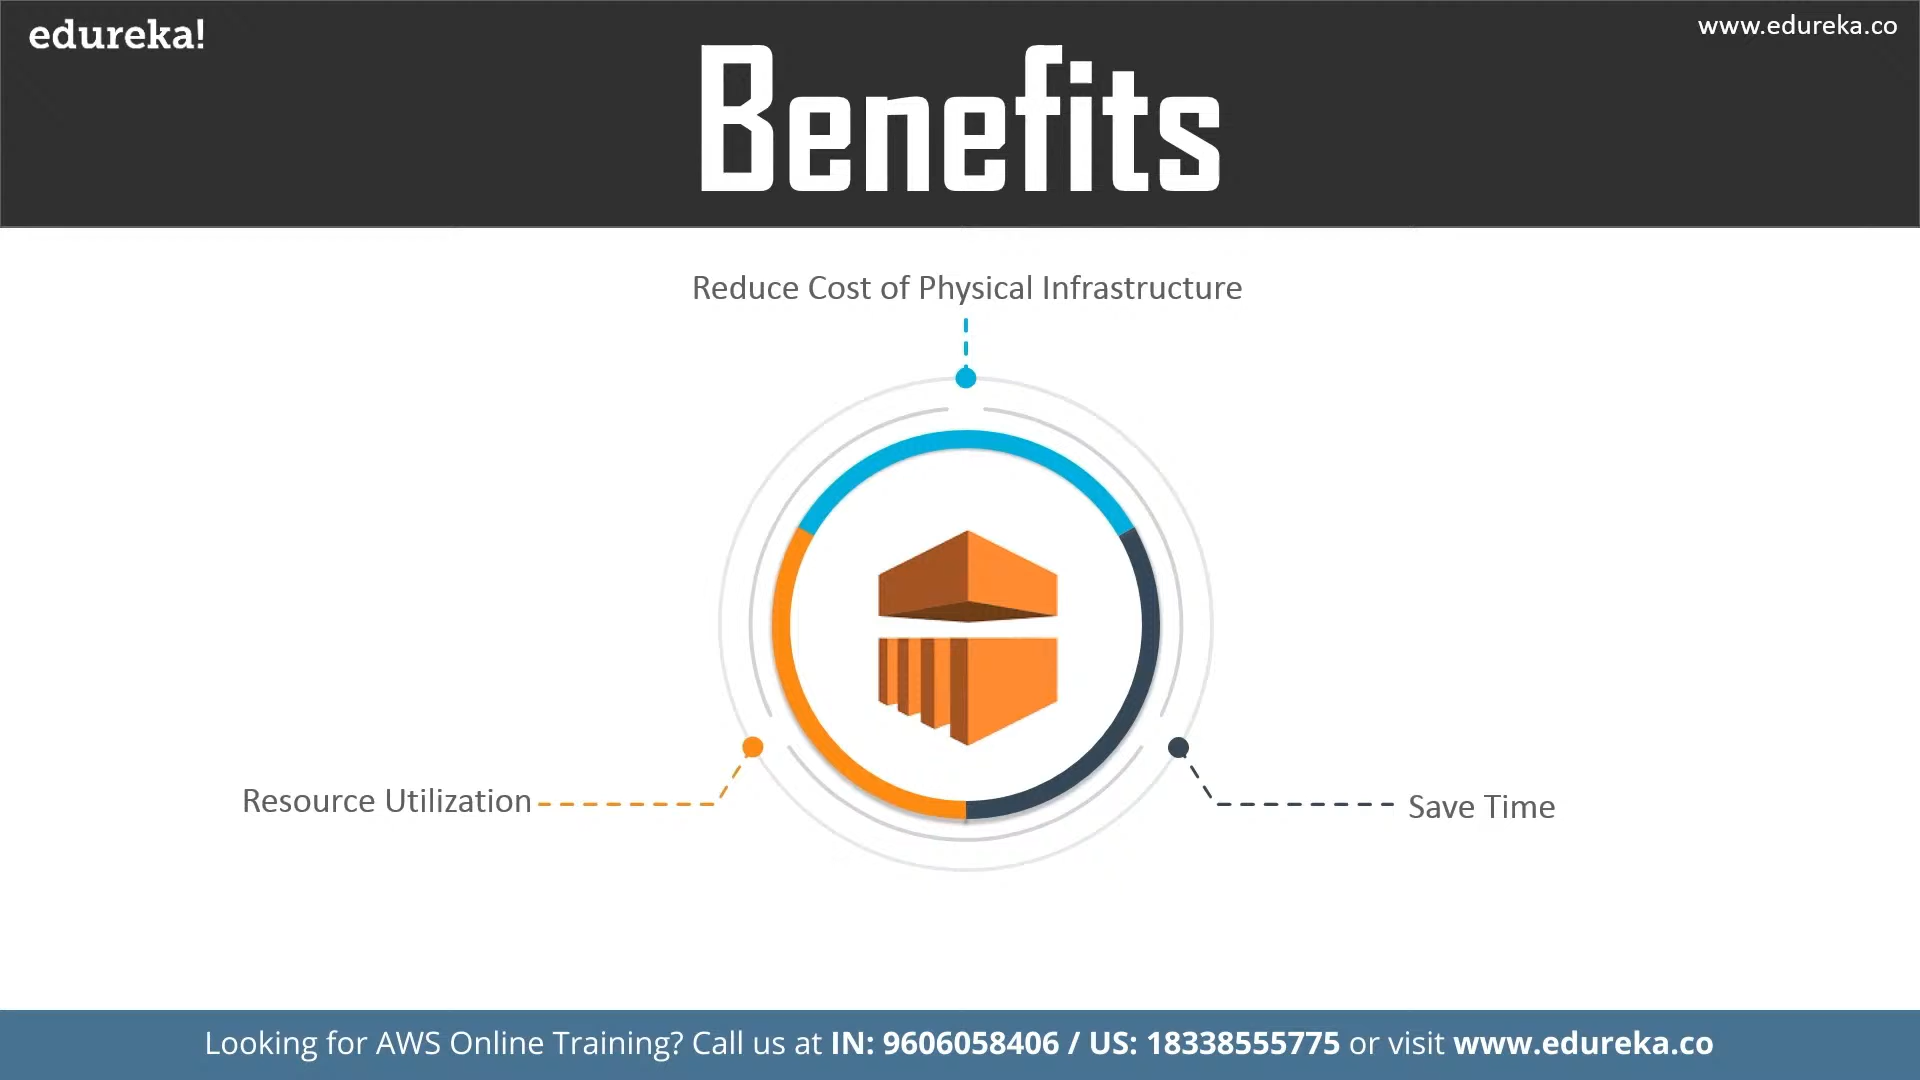 edureka!
www.edureka.co
Benefits
Reduce Cost of Physical Infrastructure
Resource Utilization
Save Time
Looking for AWS Online Training? Call us at IN: 9606058406 / US: 18338555775 or visit www.edureka.co